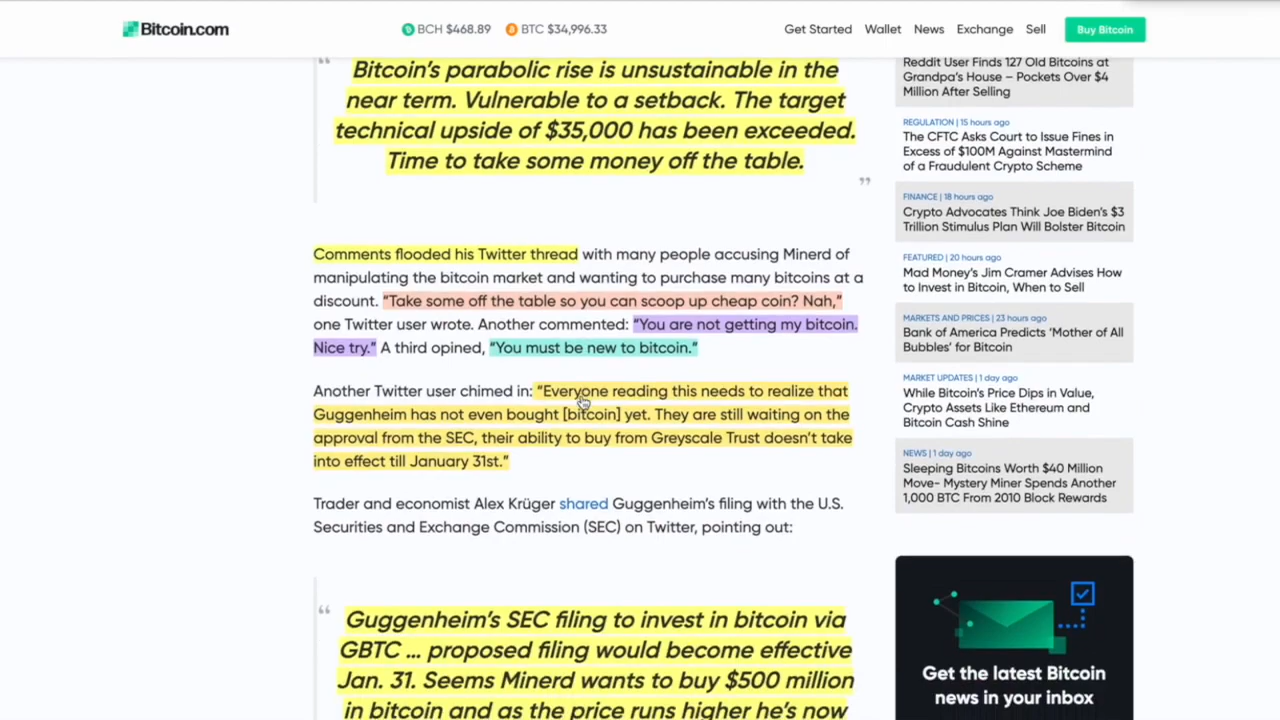 Bitcoin.com
BCH $468.89 BTC $34,996.33
Get Started Wallet News Exchange Sell Buy Bitcoin
“
Bitcoin’s parabolic rise is unsustainable in the
near term. Vulnerable to a setback. The target
technical upside of $35,000 has been exceeded.
Time to take some money off the table.
”
Comments flooded his Twitter thread with many people accusing Minerd of
manipulating the bitcoin market and wanting to purchase many bitcoins at a
discount. “Take some off the table so you can scoop up cheap coin? Nah,”
one Twitter user wrote. Another commented: “You are not getting my bitcoin.
Nice try.” A third opined, “You must be new to bitcoin.”
Another Twitter user chimed in: “Everyone reading this needs to realize that
Guggenheim has not even bought [bitcoin] yet. They are still waiting on the
approval from the SEC, their ability to buy from Greyscale Trust doesn’t take
into effect till January 31st.”
Trader and economist Alex Krüger shared Guggenheim’s filing with the U.S.
Securities and Exchange Commission (SEC) on Twitter, pointing out:
“
Guggenheim’s SEC filing to invest in bitcoin via
GBTC … proposed filing would become effective
Jan. 31. Seems Minerd wants to buy $500 million
in bitcoin and as the price runs higher he’s now
Reddit User Finds 127 Old Bitcoins at
Grandpa’s House – Pockets Over $4
Million After Selling
REGULATION | 15 hours ago
The CFTC Asks Court to Issue Fines in
Excess of $100M Against Mastermind
of a Fraudulent Crypto Scheme
FINANCE | 18 hours ago
Crypto Advocates Think Joe Biden’s $3
Trillion Stimulus Plan Will Bolster Bitcoin
FEATURED | 20 hours ago
Mad Money’s Jim Cramer Advises How
to Invest in Bitcoin, When to Sell
MARKETS AND PRICES | 23 hours ago
Bank of America Predicts ‘Mother of All
Bubbles’ for Bitcoin
MARKET UPDATES | 1 day ago
While Bitcoin’s Price Dips in Value,
Crypto Assets Like Ethereum and
Bitcoin Cash Shine
NEWS | 1 day ago
Sleeping Bitcoins Worth $40 Million
Move- Mystery Miner Spends Another
1,000 BTC From 2010 Block Rewards
Get the latest Bitcoin
news in your inbox